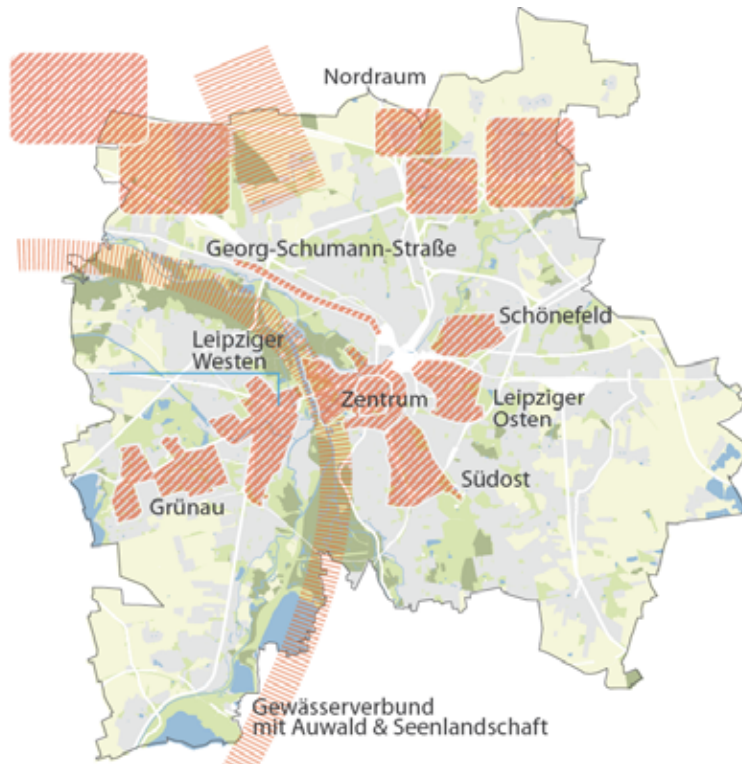 Nordraum
Georg-Schumann-Straße
Schönefeld
Leipziger
Westen
Zentrum
Leipziger
Osten
Südost
Grünau
Gewässerverbund
mit Auwald & Seenlandschaft